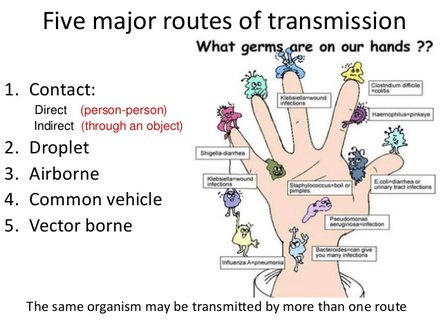 Five major routes of transmission
What germs are on our hands ??
1. Contact:
Direct (person-person)
Indirect (through an object)
2. Droplet
3. Airborne
4. Common vehicle
5. Vector borne
Clostridium difficile
=colitis
Klebsiella=wound
infections
Haemophilus=pinkeye
Shigella-diarrhea
Klebsiella=wound
infections
Staphylococcus=boil or
pimples
E.coli=diarrhea or
urinary tract infections
Pseudomonas
aeruginosa=infection
Bacteroides=can give
you many infections
Influenza A=pneumonia
The same organism may be transmitted by more than one route